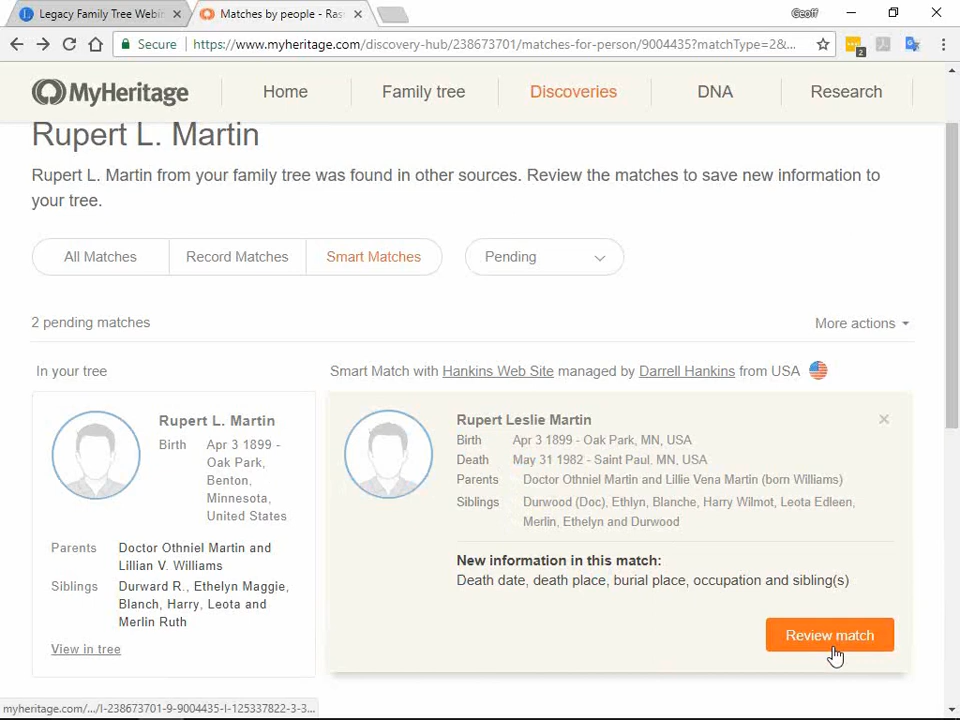 Legacy Family Tree Webin
Matches by people - Ras
Geoff
Secure
https://www.myheritage.com/discovery-hub/238673701/matches-for-person/9004435?matchType=2&...
2
MyHeritage
Home
Family tree
Discoveries
DNA
Research
Rupert L. Martin
Rupert L. Martin from your family tree was found in other sources. Review the matches to save new information to
your tree.
All Matches
Record Matches
Smart Matches
Pending
2 pending matches
More actions
In your tree
Smart Match with Hankins Web Site managed by Darrell Hankins from USA
Rupert L. Martin
Birth Apr 3 1899 -
Oak Park,
Benton,
Minnesota,
United States
Parents Doctor Othniel Martin and
Lillian V. Williams
Siblings Durward R., Ethelyn Maggie,
Blanch, Harry, Leota and
Merlin Ruth
View in tree
Rupert Leslie Martin
Birth Apr 3 1899 - Oak Park, MN, USA
Death May 31 1982 - Saint Paul, MN, USA
Parents Doctor Othniel Martin and Lillie Vena Martin (born Williams)
Siblings Durwood (Doc), Ethlyn, Blanche, Harry Wilmot, Leota Edleen,
Merlin, Ethelyn and Durwood
New information in this match:
Death date, death place, burial place, occupation and sibling(s)
Review match
myheritage.com/.../I-238673701-9-9004435-I-125337822-3-3...